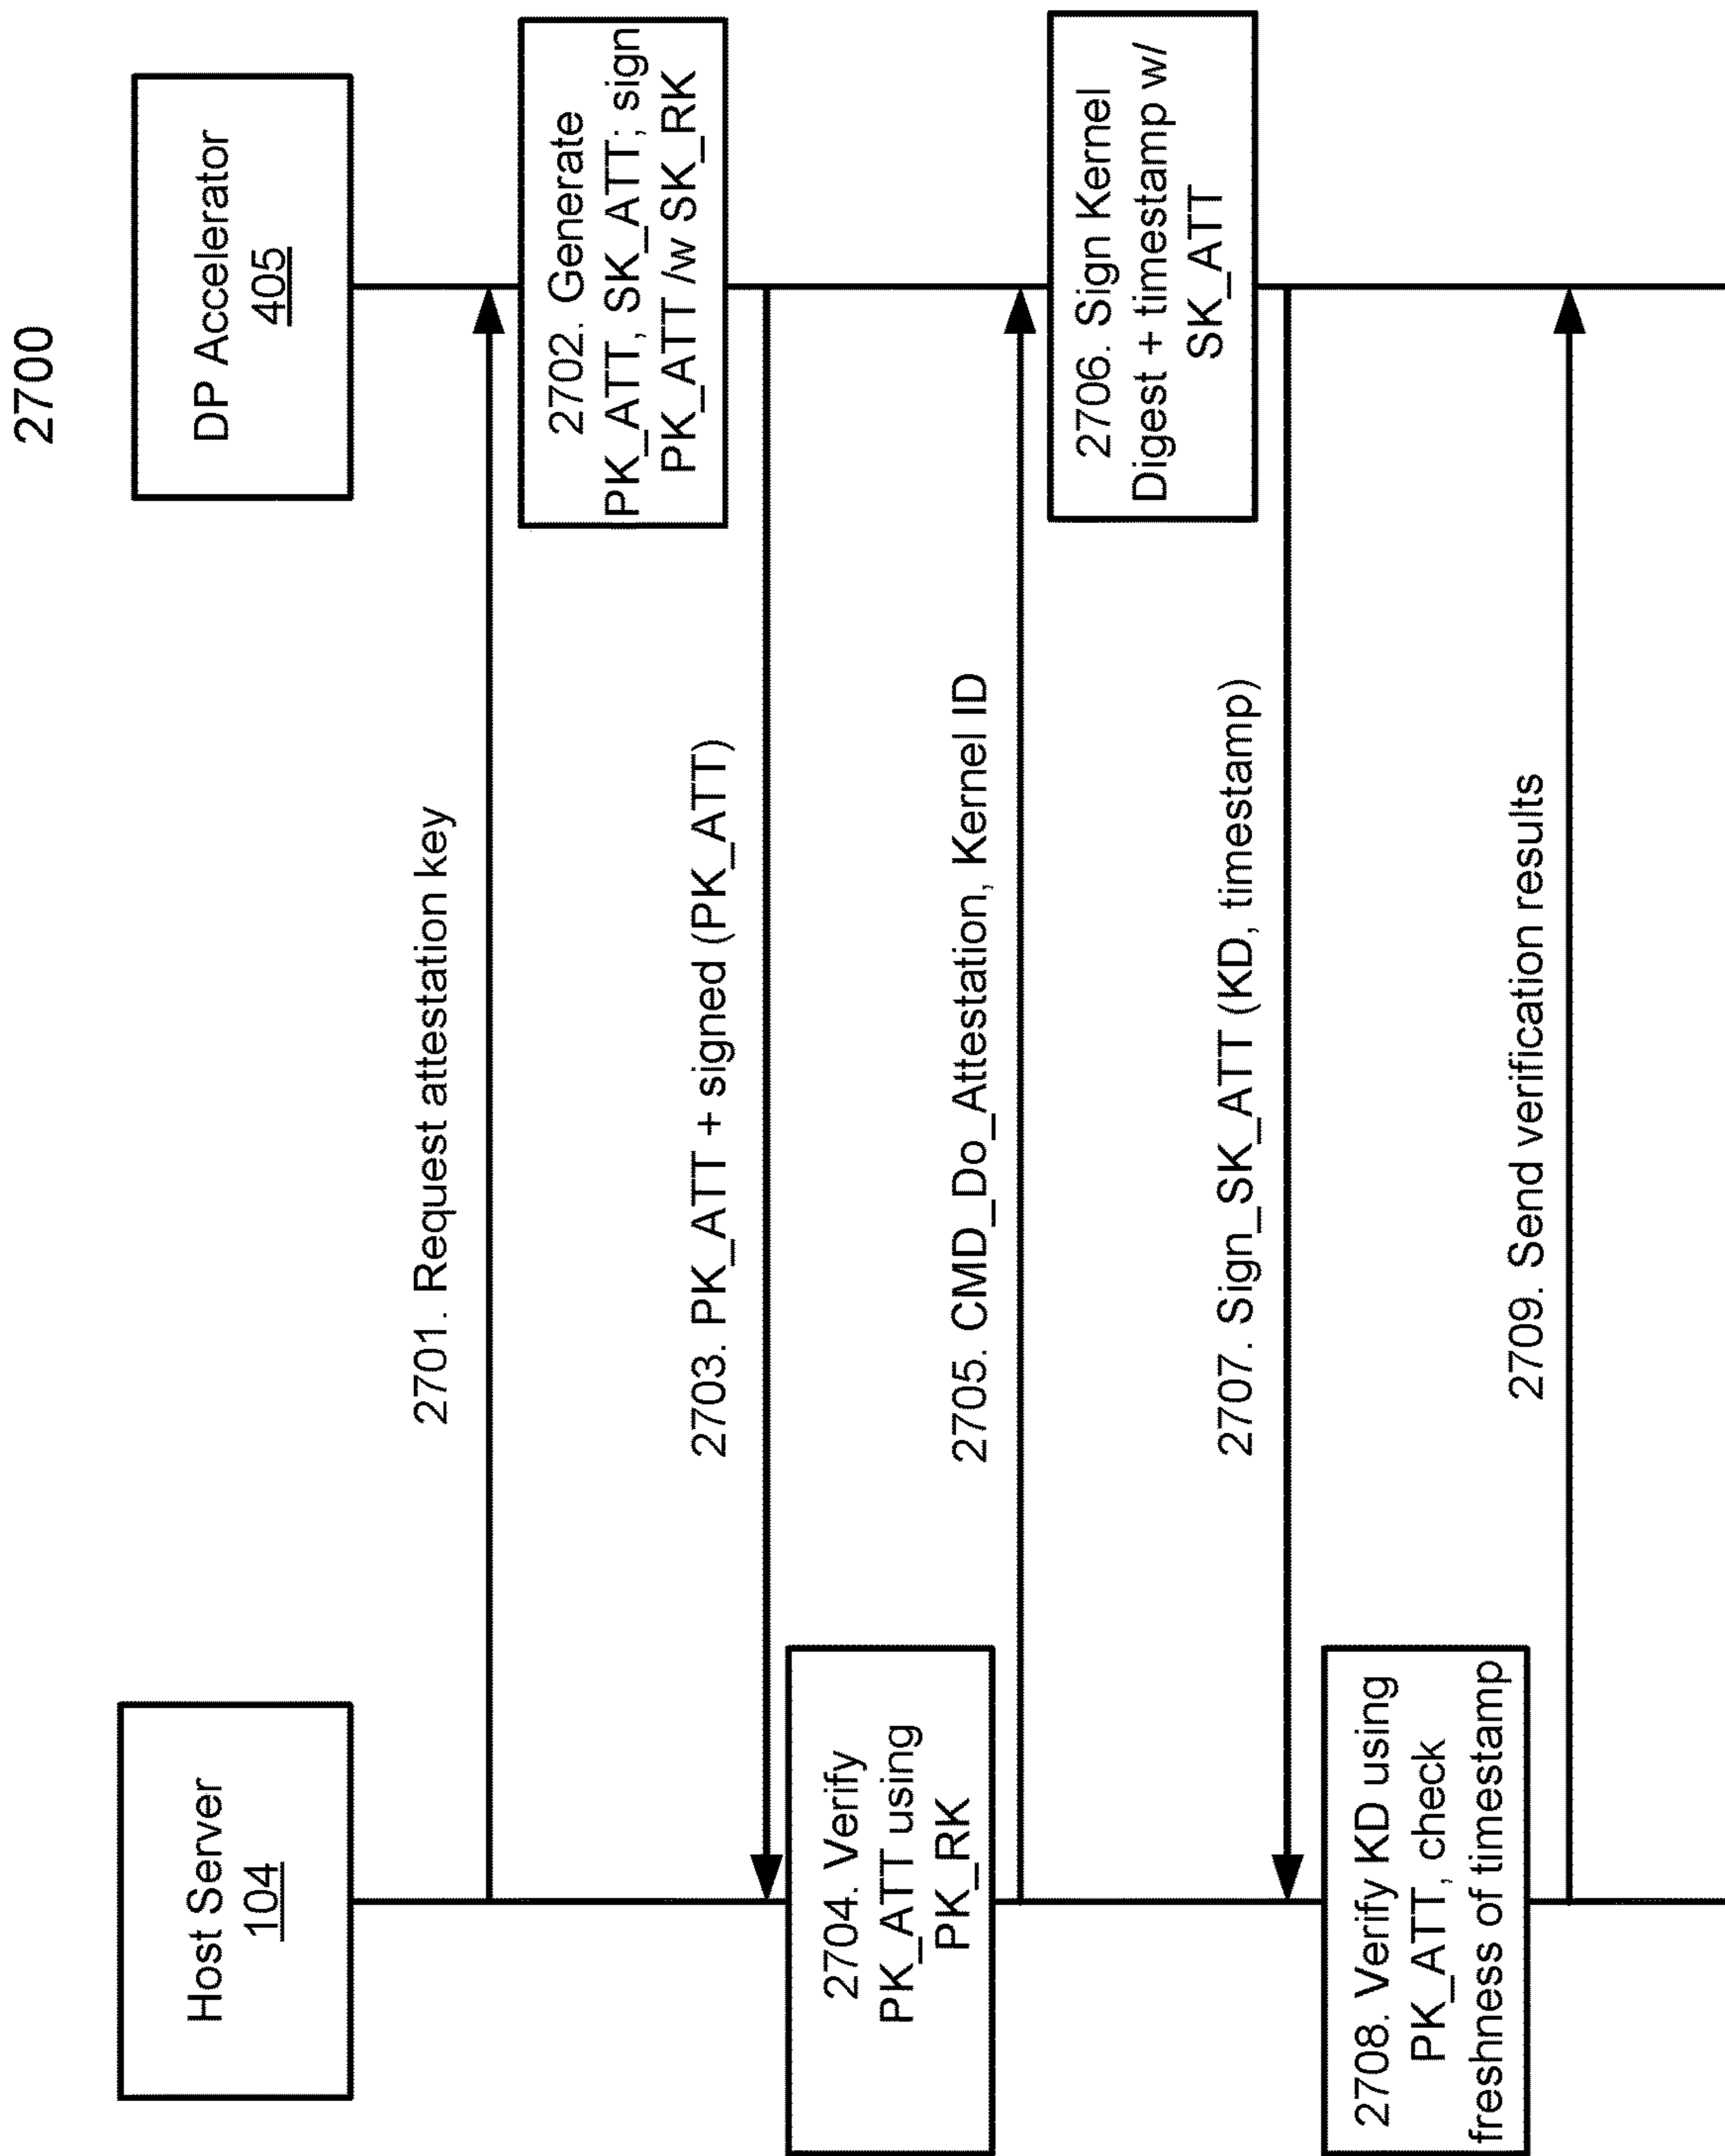 2700
Host Server
104
DP Accelerator
405
2701. Request attestation key
2702. Generate
PK_ATT, SK_ATT; sign
PK_ATT /w SK_RK
2703. PK_ATT + signed (PK_ATT)
2704. Verify
PK_ATT using
PK_RK
2705. CMD_Do_Attestation, Kernel ID
2706. Sign Kernel
Digest + timestamp w/
SK_ATT
2707. Sign_SK_ATT (KD, timestamp)
2708. Verify KD using
PK_ATT, check
freshness of timestamp
2709. Send verification results